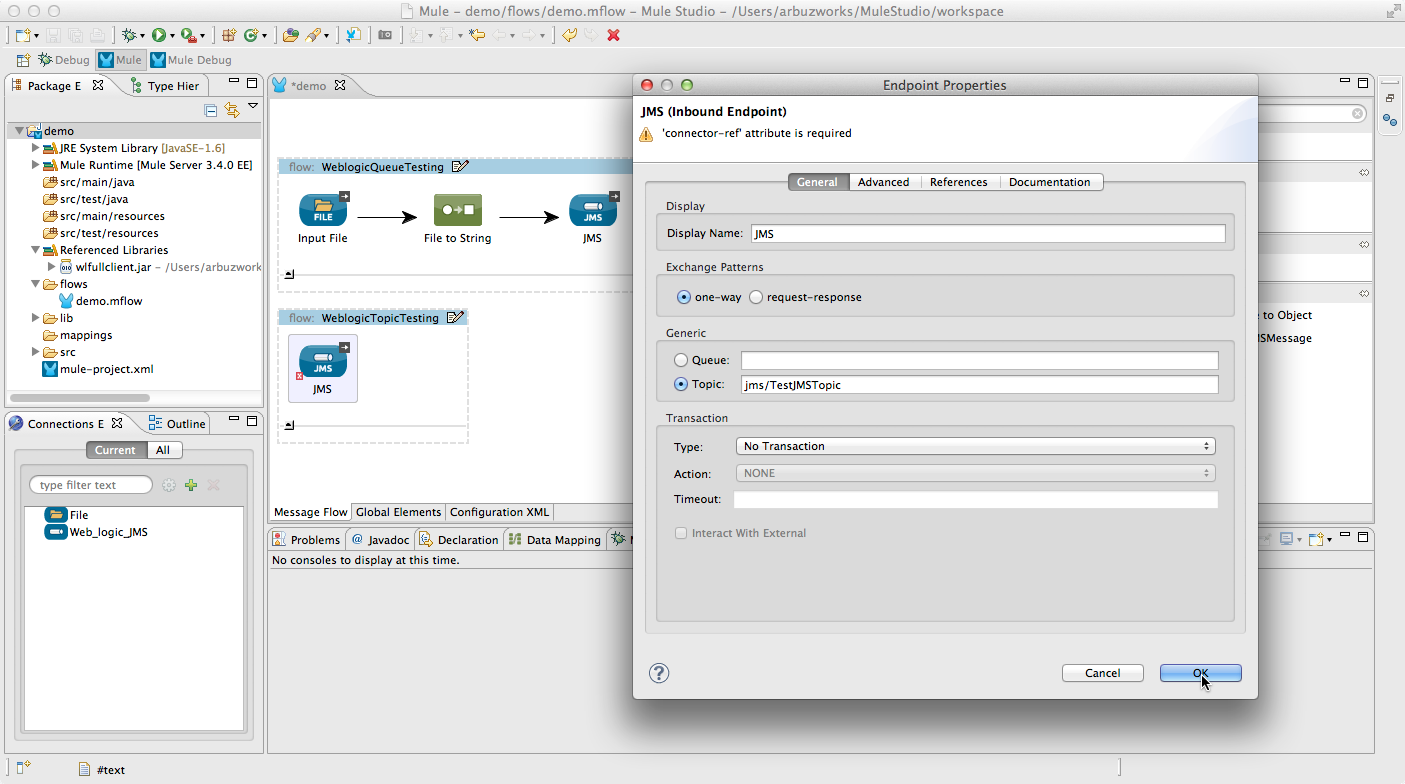 Mule – demo/flows/demo.mflow – Mule Studio – /Users/arbuzworks/MuleStudio/workspace
Debug Mule Mule Debug
Package E Type Hier
demo
JRE System Library [JavaSE-1.6]
Mule Runtime [Mule Server 3.4.0 EE]
src/main/java
src/test/java
src/main/resources
src/test/resources
Referenced Libraries
wlfullclient.jar – /Users/arbuzwork
flows
demo.mflow
lib
mappings
src
mule-project.xml
Connections E Outline
Current All
type filter text
File
Web_logic_JMS
*demo
flow: WeblogicQueueTesting
FILE
JMS
Input File
File to String
JMS
flow: WeblogicTopicTesting
JMS
JMS
Message Flow Global Elements Configuration XML
Problems Javadoc Declaration Data Mapping
No consoles to display at this time.
Endpoint Properties
JMS (Inbound Endpoint)
'connector-ref' attribute is required
General Advanced References Documentation
Display
Display Name: JMS
Exchange Patterns
one-way request-response
Generic
Queue:
Topic: jms/TestJMSTopic
Transaction
Type: No Transaction
Action: NONE
Timeout:
Interact With External
? Cancel OK
e to Object
SMessage
#text